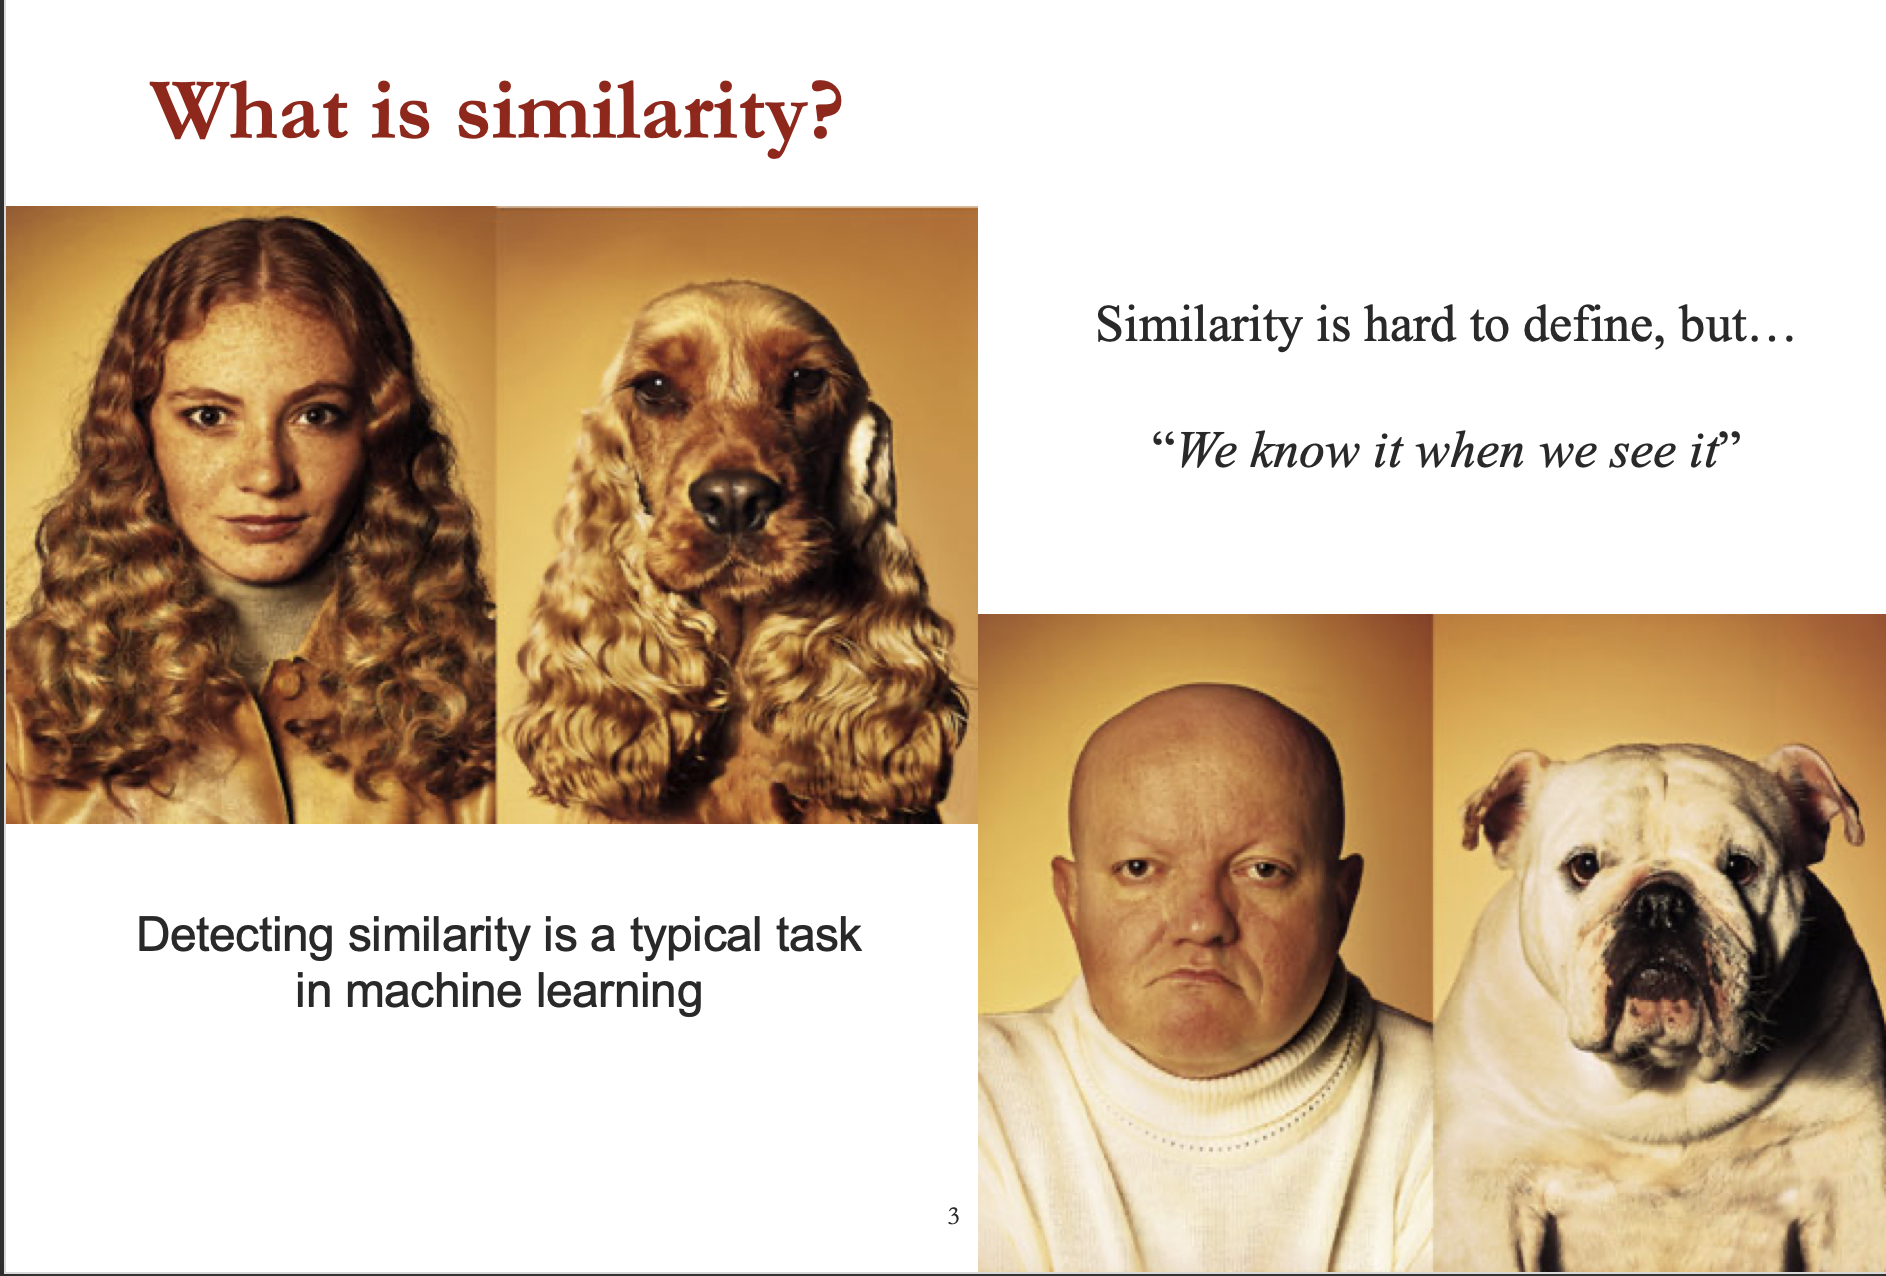 What is similarity?
Similarity is hard to define, but…
“We know it when we see it”
Detecting similarity is a typical task
in machine learning
3